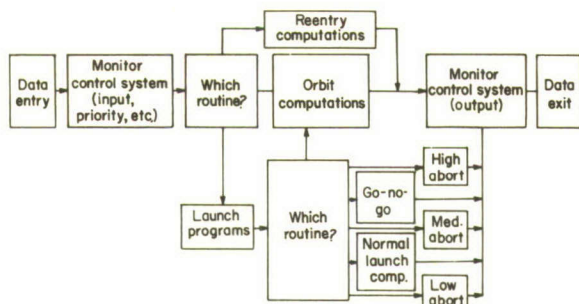 Reentry
computations
Data
entry
Monitor
control system
(input,
priority, etc.)
Which
routine?
Orbit
computations
Monitor
control system
(output)
Data
exit
Launch
programs
Which
routine?
High
abort
Go-no-
go
Med.
abort
Normal
launch
comp.
Low
abort